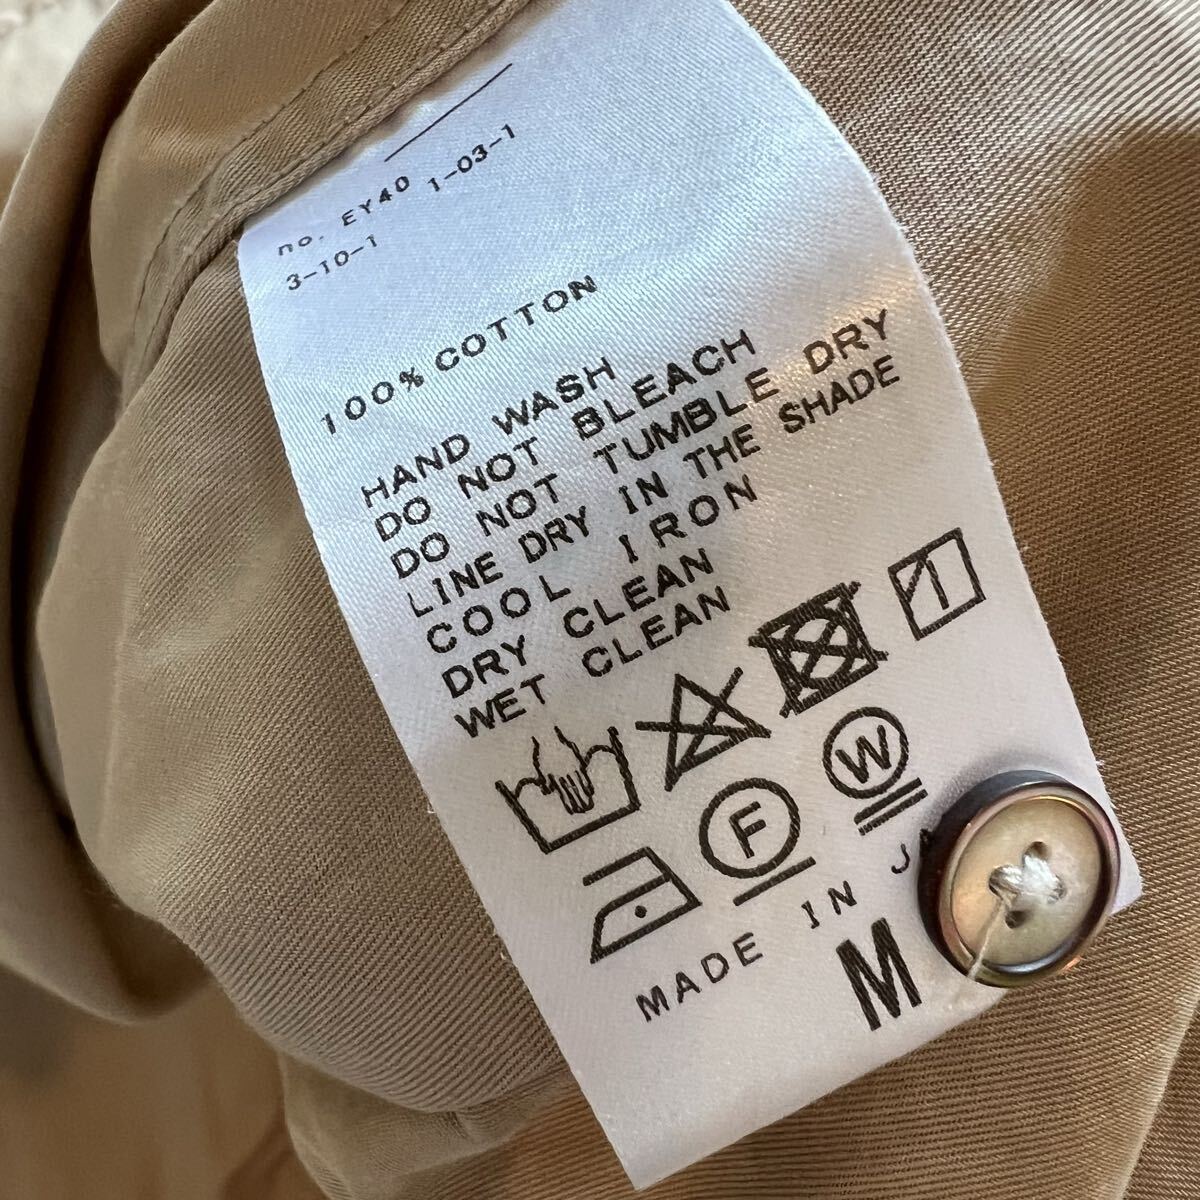 no. EY40
3-10-1 1-03-1
100% COTTON
HAND WASH
DO NOT BLEACH
DO NOT TUMBLE DRY
LINE DRY IN THE SHADE
COOL IRON
DRY CLEAN
WET CLEAN
F
W
MADE IN J
M